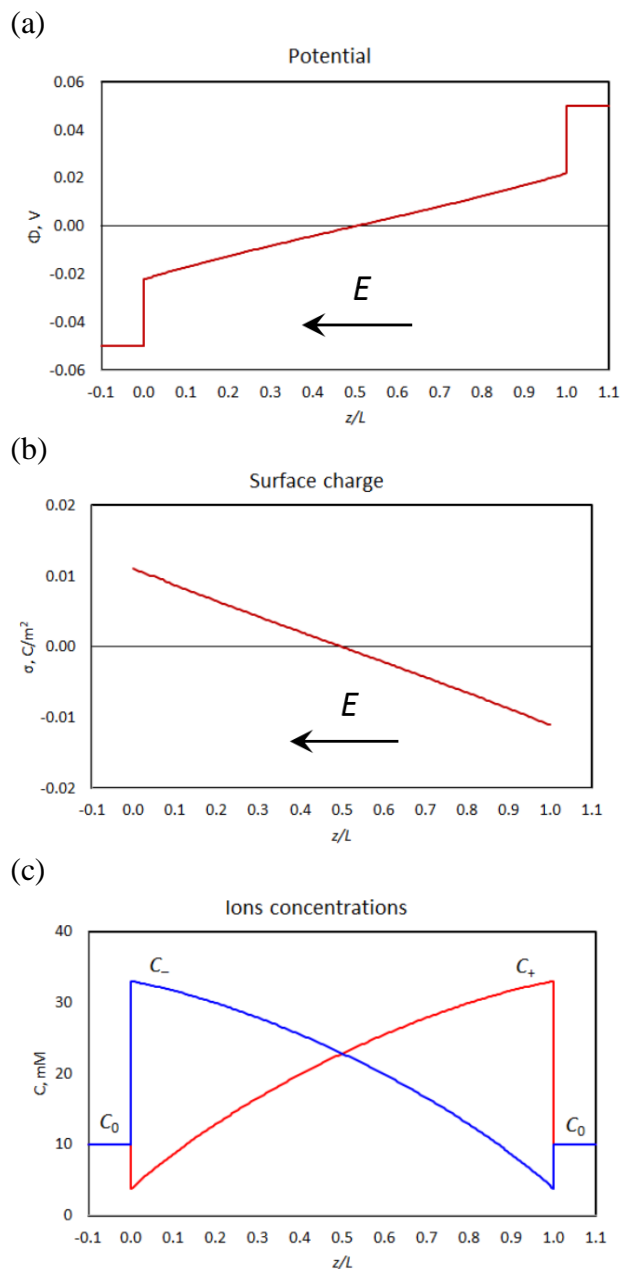 (a)
Potential
0.06
0.04
0.02
0.00
-0.02
-0.04
-0.06
Φ, V
E
-0.1 0.0 0.1 0.2 0.3 0.4 0.5 0.6 0.7 0.8 0.9 1.0 1.1
z/L
(b)
Surface charge
0.02
0.01
0.00
-0.01
-0.02
σ, C/m²
E
-0.1 0.0 0.1 0.2 0.3 0.4 0.5 0.6 0.7 0.8 0.9 1.0 1.1
z/L
(c)
Ions concentrations
40
30
20
10
0
C, mM
C₋ C₊
C₀ C₀
-0.1 0.0 0.1 0.2 0.3 0.4 0.5 0.6 0.7 0.8 0.9 1.0 1.1
z/L